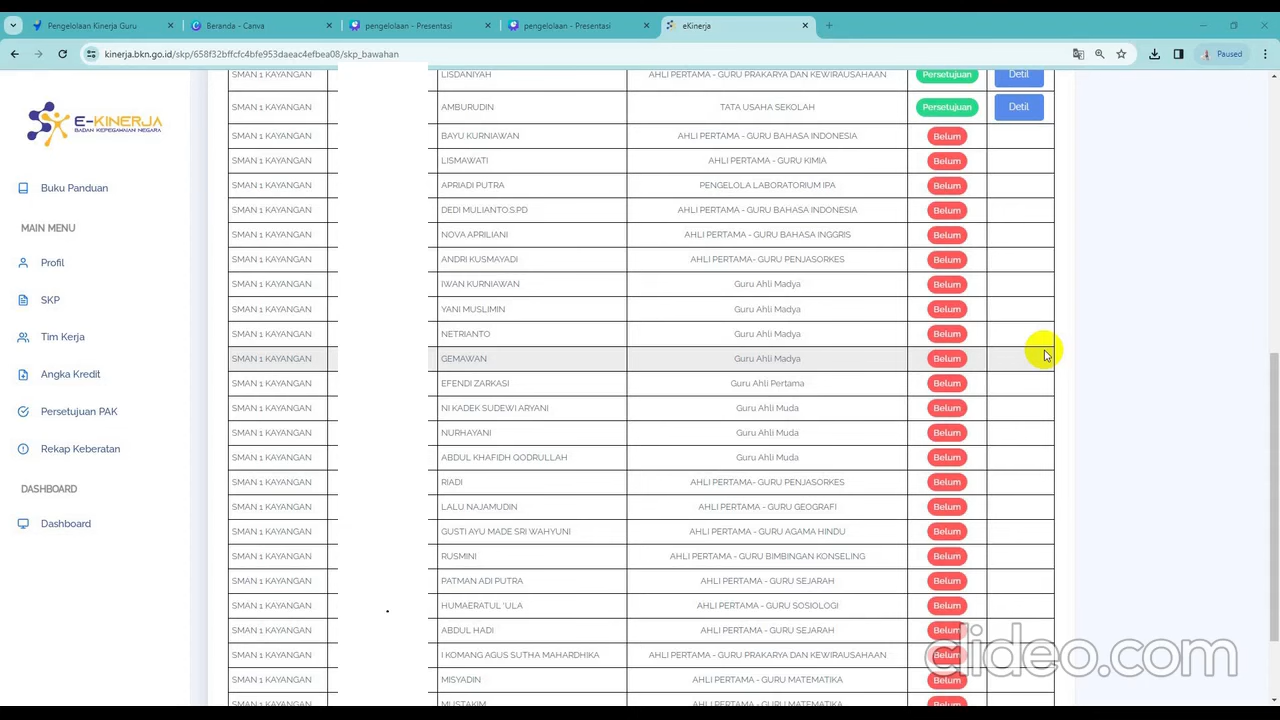 Pengelolaan Kinerja Guru
Beranda - Canva
pengelolaan - Presentasi
pengelolaan - Presentasi
eKinerja
kinerja.bkn.go.id/skp/658f32bffcfc4bfe953daeac4efbea08/skp_bawahan
Paused
E-KINERJA
BADAN KEPEGAWAIAN NEGARA
Buku Panduan
MAIN MENU
Profil
SKP
Tim Kerja
Angka Kredit
Persetujuan PAK
Rekap Keberatan
DASHBOARD
Dashboard
SMAN 1 KAYANGAN LISDANIYAH AHLI PERTAMA - GURU PRAKARYA DAN KEWIRAUSAHAAN Persetujuan Detil
SMAN 1 KAYANGAN AMBURUDIN TATA USAHA SEKOLAH Persetujuan Detil
SMAN 1 KAYANGAN BAYU KURNIAWAN AHLI PERTAMA - GURU BAHASA INDONESIA Belum
SMAN 1 KAYANGAN LISMAWATI AHLI PERTAMA - GURU KIMIA Belum
SMAN 1 KAYANGAN APRIADI PUTRA PENGELOLA LABORATORIUM IPA Belum
SMAN 1 KAYANGAN DEDI MULIANTO.S.PD AHLI PERTAMA - GURU BAHASA INDONESIA Belum
SMAN 1 KAYANGAN NOVA APRILIANI AHLI PERTAMA - GURU BAHASA INGGRIS Belum
SMAN 1 KAYANGAN ANDRI KUSMAYADI AHLI PERTAMA- GURU PENJASORKES Belum
SMAN 1 KAYANGAN IWAN KURNIAWAN Guru Ahli Madya Belum
SMAN 1 KAYANGAN YANI MUSLIMIN Guru Ahli Madya Belum
SMAN 1 KAYANGAN NETRIANTO Guru Ahli Madya Belum
SMAN 1 KAYANGAN GEMAWAN Guru Ahli Madya Belum
SMAN 1 KAYANGAN EFENDI ZARKASI Guru Ahli Pertama Belum
SMAN 1 KAYANGAN NI KADEK SUDEWI ARYANI Guru Ahli Muda Belum
SMAN 1 KAYANGAN NURHAYANI Guru Ahli Muda Belum
SMAN 1 KAYANGAN ABDUL KHAFIDH QODRULLAH Guru Ahli Muda Belum
SMAN 1 KAYANGAN RIADI AHLI PERTAMA- GURU PENJASORKES Belum
SMAN 1 KAYANGAN LALU NAJAMUDIN AHLI PERTAMA - GURU GEOGRAFI Belum
SMAN 1 KAYANGAN GUSTI AYU MADE SRI WAHYUNI AHLI PERTAMA - GURU AGAMA HINDU Belum
SMAN 1 KAYANGAN RUSMINI AHLI PERTAMA - GURU BIMBINGAN KONSELING Belum
SMAN 1 KAYANGAN PATMAN ADI PUTRA AHLI PERTAMA - GURU SEJARAH Belum
SMAN 1 KAYANGAN HUMAERATUL 'ULA AHLI PERTAMA - GURU SOSIOLOGI Belum
SMAN 1 KAYANGAN ABDUL HADI AHLI PERTAMA - GURU SEJARAH Belum
SMAN 1 KAYANGAN I KOMANG AGUS SUTHA MAHARDHIKA AHLI PERTAMA - GURU PRAKARYA DAN KEWIRAUSAHAAN Belum
SMAN 1 KAYANGAN MISYADIN AHLI PERTAMA - GURU MATEMATIKA Belum
SMAN 1 KAYANGAN MUSTAKIM AHLI PERTAMA - GURU MATEMATIKA Belum
clideo.com